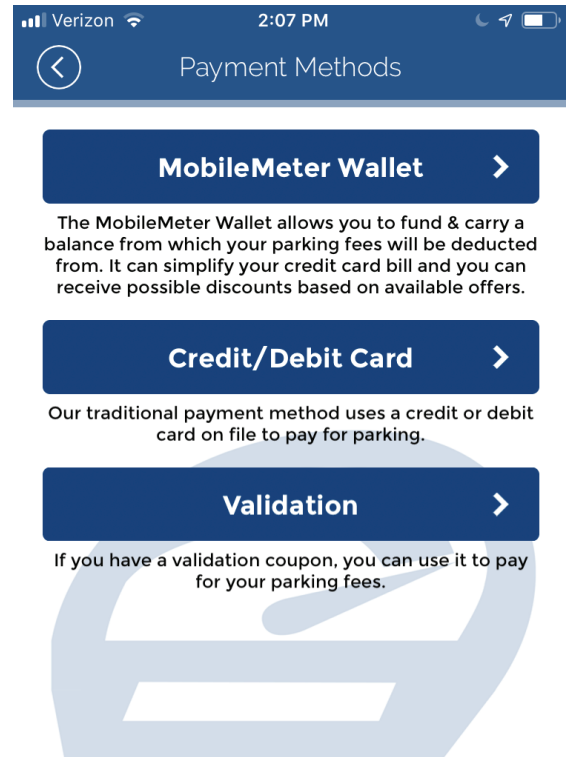 Verizon 2:07 PM
Payment Methods
MobileMeter Wallet
The MobileMeter Wallet allows you to fund & carry a
balance from which your parking fees will be deducted
from. It can simplify your credit card bill and you can
receive possible discounts based on available offers.
Credit/Debit Card
Our traditional payment method uses a credit or debit
card on file to pay for parking.
Validation
If you have a validation coupon, you can use it to pay
for your parking fees.